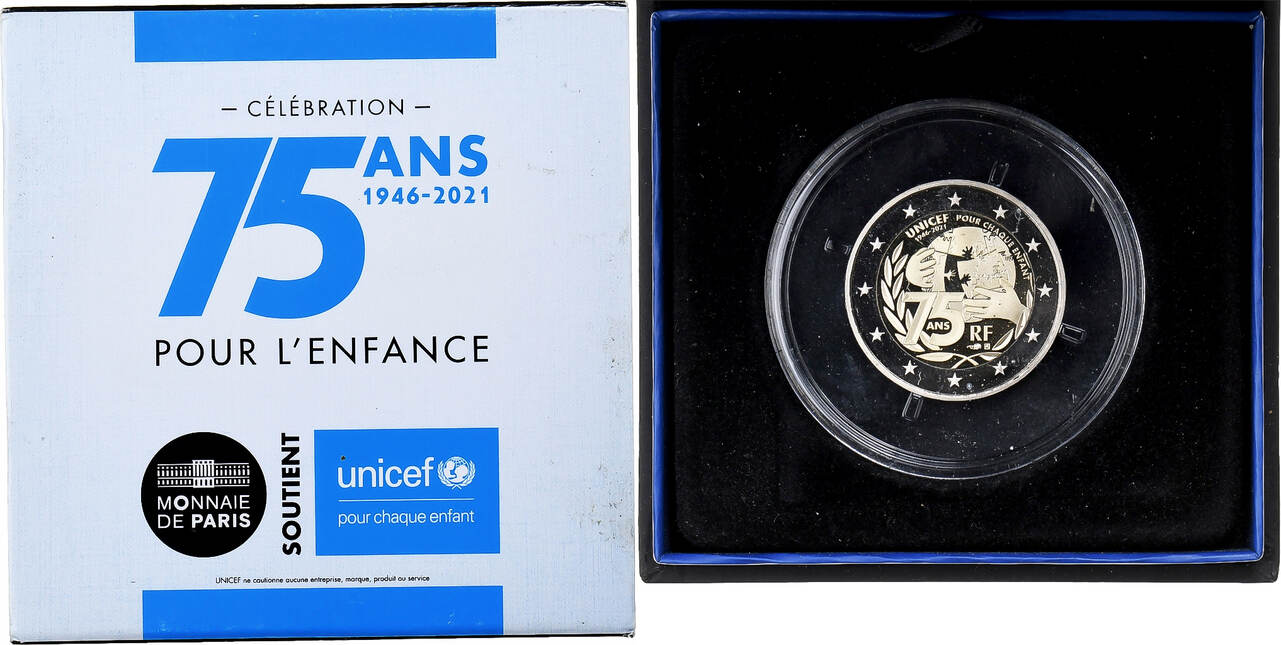 – CÉLÉBRATION –
75 ANS
1946-2021
POUR L'ENFANCE
MONNAIE
DE PARIS
SOUTIENT
unicef
pour chaque enfant
UNICEF ne cautionne aucune entreprise, marque, produit ou service
UNICEF POUR CHAQUE ENFANT
1946-2021
75
ANS
RF